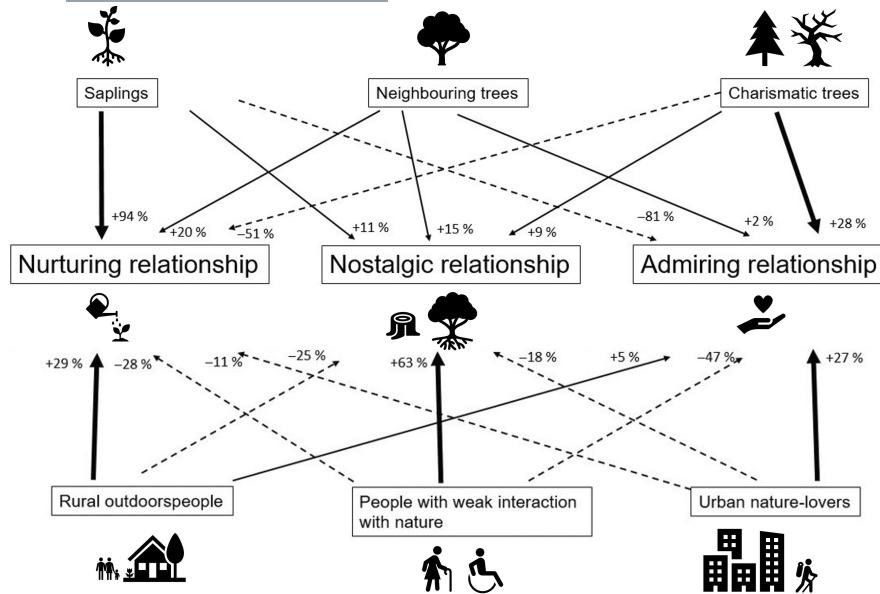 Saplings
Neighbouring trees
Charismatic trees
+94 %
+20 %
–51 %
+11 %
+15 %
+9 %
–81 %
+2 %
+28 %
Nurturing relationship
Nostalgic relationship
Admiring relationship
+29 %
–28 %
–11 %
–25 %
+63 %
–18 %
+5 %
–47 %
+27 %
Rural outdoorspeople
People with weak interaction
with nature
Urban nature-lovers